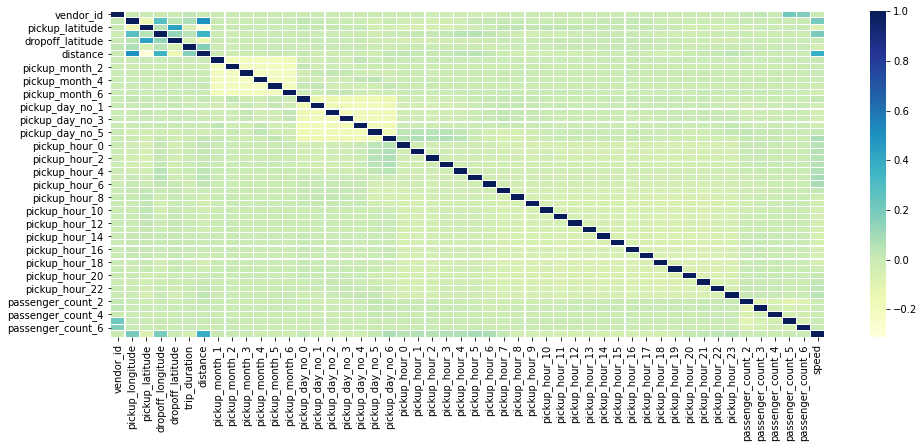 vendor_id
pickup_latitude
dropoff_latitude
distance
pickup_month_2
pickup_month_4
pickup_month_6
pickup_day_no_1
pickup_day_no_3
pickup_day_no_5
pickup_hour_0
pickup_hour_2
pickup_hour_4
pickup_hour_6
pickup_hour_8
pickup_hour_10
pickup_hour_12
pickup_hour_14
pickup_hour_16
pickup_hour_18
pickup_hour_20
pickup_hour_22
passenger_count_2
passenger_count_4
passenger_count_6
vendor_id
pickup_longitude
pickup_latitude
dropoff_longitude
dropoff_latitude
trip_duration
distance
pickup_month_1
pickup_month_2
pickup_month_3
pickup_month_4
pickup_month_5
pickup_month_6
pickup_day_no_0
pickup_day_no_1
pickup_day_no_2
pickup_day_no_3
pickup_day_no_4
pickup_day_no_5
pickup_day_no_6
pickup_hour_0
pickup_hour_1
pickup_hour_2
pickup_hour_3
pickup_hour_4
pickup_hour_5
pickup_hour_6
pickup_hour_7
pickup_hour_8
pickup_hour_9
pickup_hour_10
pickup_hour_11
pickup_hour_12
pickup_hour_13
pickup_hour_14
pickup_hour_15
pickup_hour_16
pickup_hour_17
pickup_hour_18
pickup_hour_19
pickup_hour_20
pickup_hour_21
pickup_hour_22
pickup_hour_23
passenger_count_2
passenger_count_3
passenger_count_4
passenger_count_5
passenger_count_6
speed
1.0
0.8
0.6
0.4
0.2
0.0
−0.2